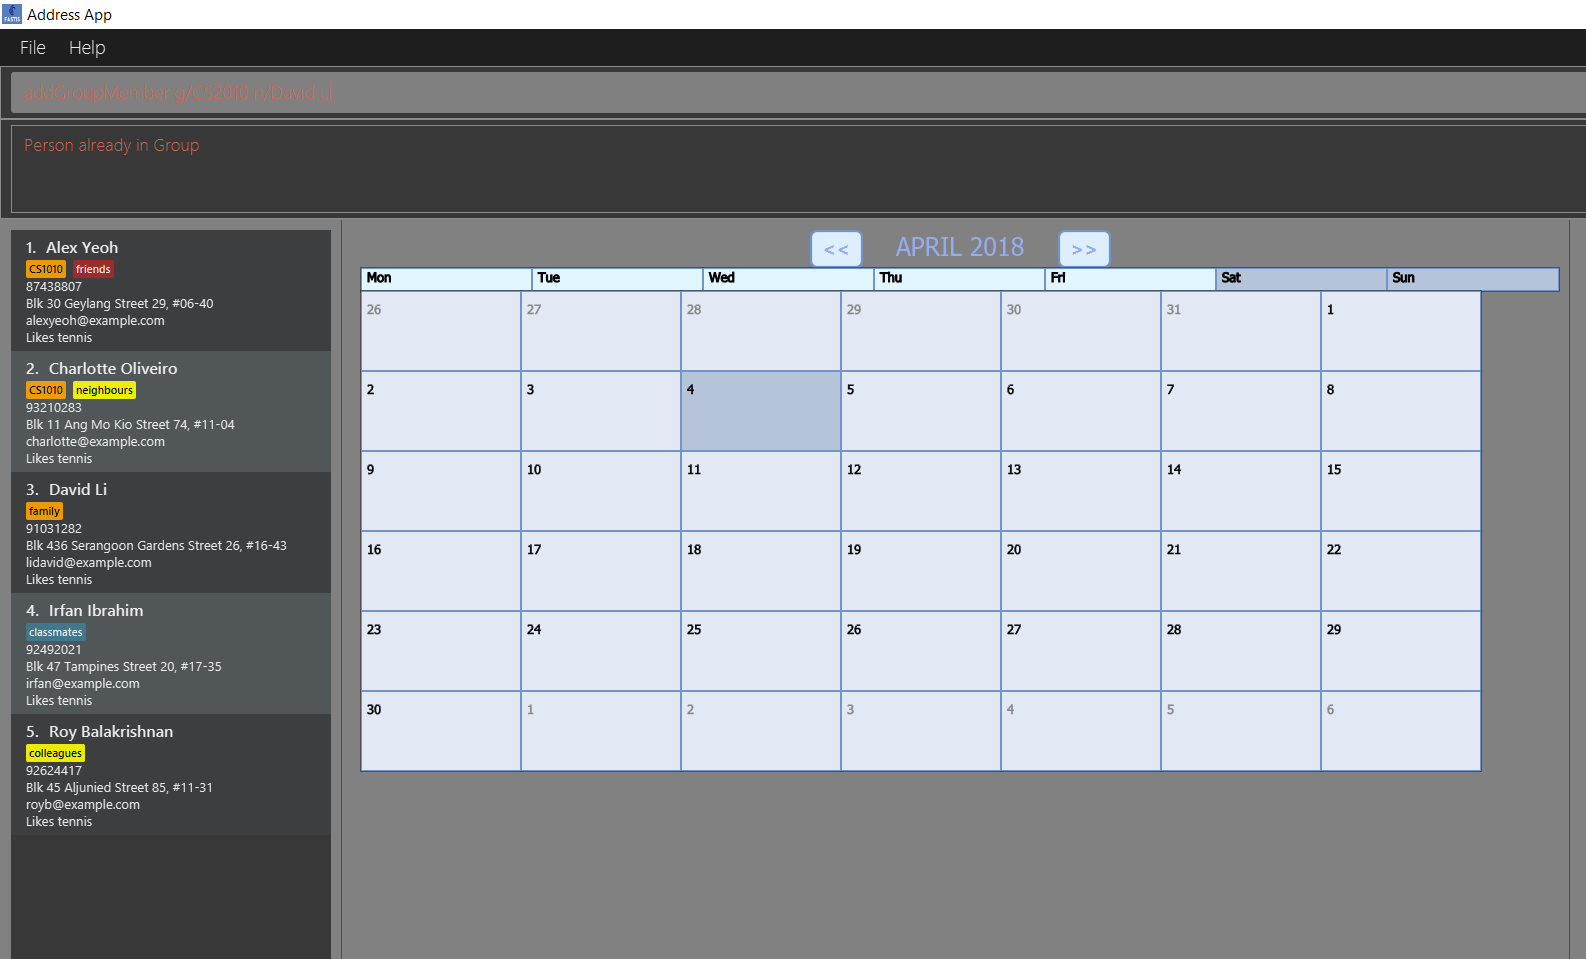 Address App
File Help
addGroupMember g/CS2010 n/David Li
Person already in Group
1. Alex Yeoh
CS1010 friends
87438807
Blk 30 Geylang Street 29, #06-40
alexyeoh@example.com
Likes tennis
2. Charlotte Oliveiro
CS1010 neighbours
93210283
Blk 11 Ang Mo Kio Street 74, #11-04
charlotte@example.com
Likes tennis
3. David Li
family
91031282
Blk 436 Serangoon Gardens Street 26, #16-43
lidavid@example.com
Likes tennis
4. Irfan Ibrahim
classmates
92492021
Blk 47 Tampines Street 20, #17-35
irfan@example.com
Likes tennis
5. Roy Balakrishnan
colleagues
92624417
Blk 45 Aljunied Street 85, #11-31
royb@example.com
Likes tennis
<< APRIL 2018 >>
Mon Tue Wed Thu Fri Sat Sun
26 27 28 29 30 31 1
2 3 4 5 6 7 8
9 10 11 12 13 14 15
16 17 18 19 20 21 22
23 24 25 26 27 28 29
30 1 2 3 4 5 6